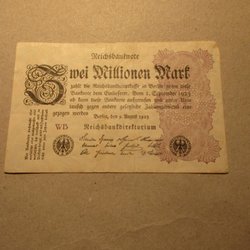 Reichsbanknote
Zwei Millionen Mark
zahlt die Reichsbankhauptkasse in Berlin gegen diese
Banknote dem Einlieferer. Vom 1. September 1923
ab kann diese Banknote aufgerufen und unter Um-
tausch gegen andere gesetzliche Zahlungsmittel ein-
gezogen werden
Berlin, den 9. August 1923
WB Reichsbankdirektorium